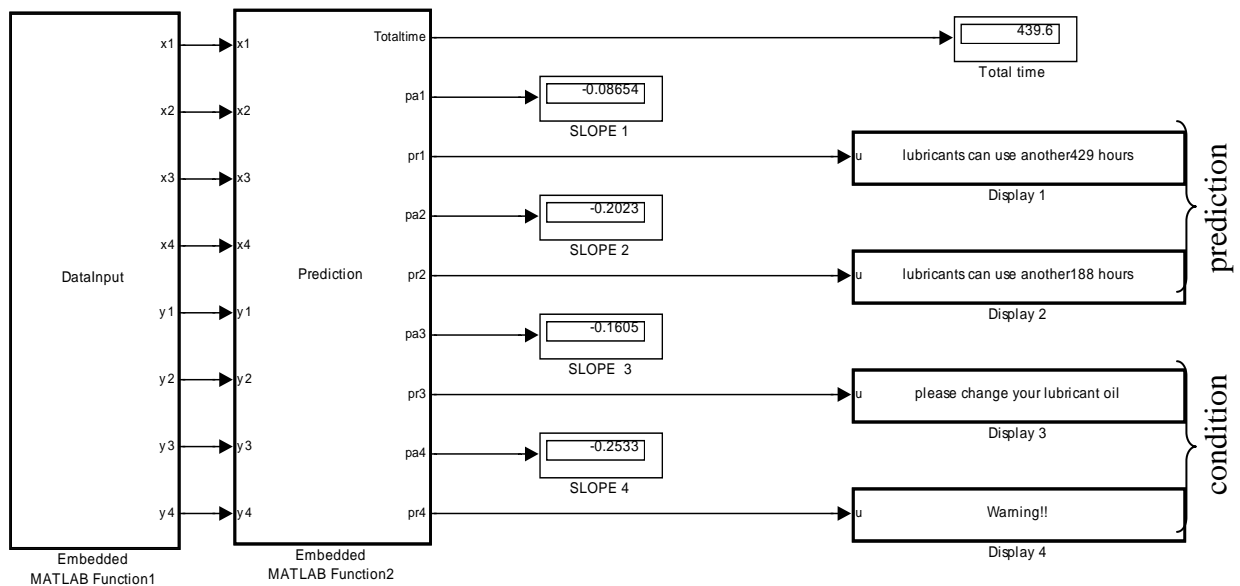 x1
x2
x3
x4
y1
y2
y3
y4
DataInput
Embedded
MATLAB Function1
x1
x2
x3
x4
y1
y2
y3
y4
Prediction
Totaltime
pa1
pr1
pa2
pr2
pa3
pr3
pa4
pr4
Embedded
MATLAB Function2
439.6
Total time
-0.08654
SLOPE 1
u
lubricants can use another429 hours
Display 1
-0.2023
SLOPE 2
u
lubricants can use another188 hours
Display 2
prediction
-0.1605
SLOPE 3
u
please change your lubricant oil
Display 3
-0.2533
SLOPE 4
u
Warning!!
Display 4
condition